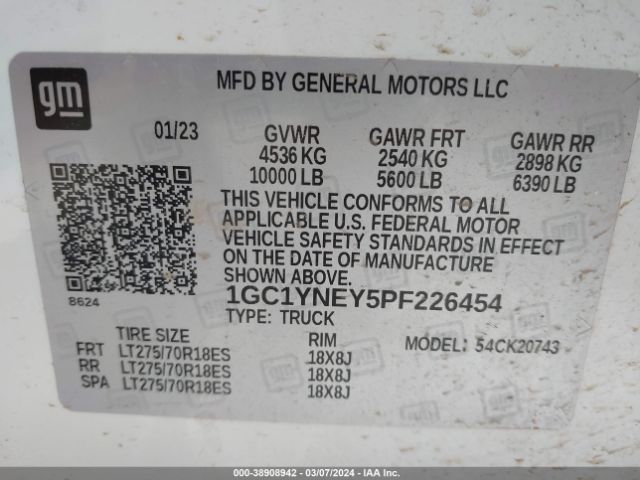 gm
MFD BY GENERAL MOTORS LLC
01/23 GVWR GAWR FRT GAWR RR
4536 KG 2540 KG 2898 KG
10000 LB 5600 LB 6390 LB
THIS VEHICLE CONFORMS TO ALL
APPLICABLE U.S. FEDERAL MOTOR
VEHICLE SAFETY STANDARDS IN EFFECT
ON THE DATE OF MANUFACTURE
SHOWN ABOVE.
8624
1GC1YNEY5PF226454
TYPE: TRUCK
TIRE SIZE RIM MODEL: 54CK20743
FRT LT275/70R18ES 18X8J
RR LT275/70R18ES 18X8J
SPA LT275/70R18ES 18X8J
000-38908942 — 03/07/2024 — IAA Inc.